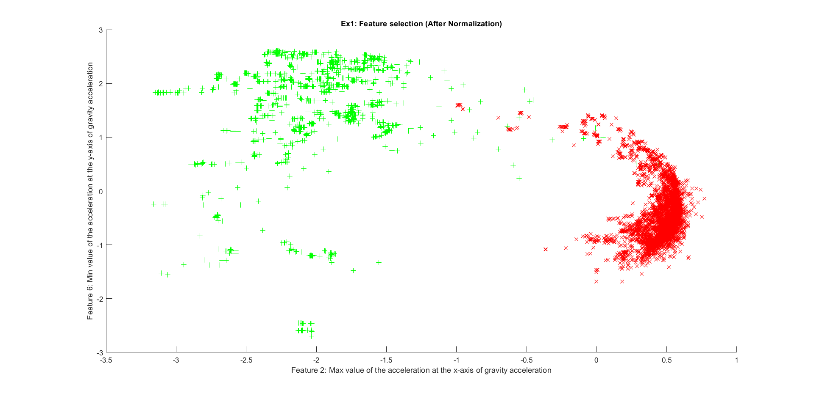 Ex1: Feature selection (After Normalization)
3
2
1
0
-1
-2
-3
Feature 6: Min value of the acceleration at the y-axis of gravity acceleration
-3.5 -3 -2.5 -2 -1.5 -1 -0.5 0 0.5 1
Feature 2: Max value of the acceleration at the x-axis of gravity acceleration